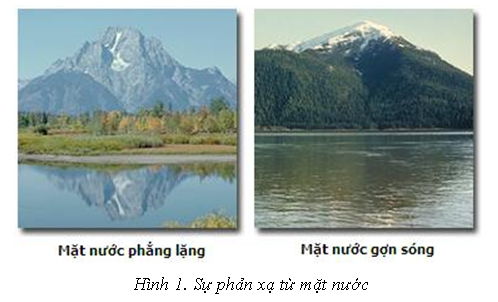 Mặt nước phẳng lặng
Mặt nước gợn sóng
Hình 1. Sự phản xạ từ mặt nước